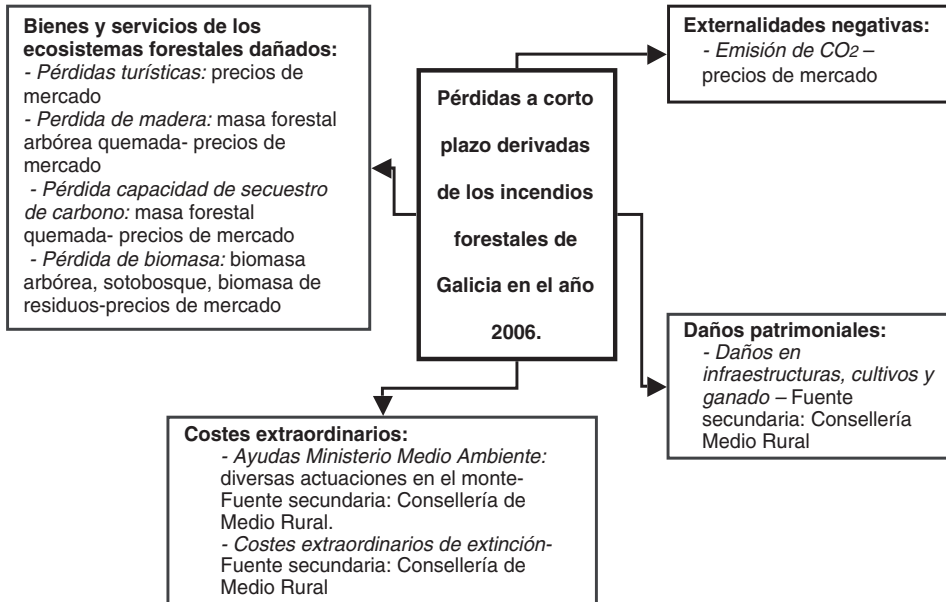 Bienes y servicios de los
ecosistemas forestales dañados:
- Pérdidas turísticas: precios de
mercado
- Perdida de madera: masa forestal
arbórea quemada- precios de
mercado
- Pérdida capacidad de secuestro
de carbono: masa forestal
quemada- precios de mercado
- Pérdida de biomasa: biomasa
arbórea, sotobosque, biomasa de
residuos-precios de mercado
Pérdidas a corto
plazo derivadas
de los incendios
forestales de
Galicia en el año
2006.
Externalidades negativas:
- Emisión de CO2 –
precios de mercado
Daños patrimoniales:
- Daños en
infraestructuras, cultivos y
ganado – Fuente
secundaria: Consellería
Medio Rural
Costes extraordinarios:
- Ayudas Ministerio Medio Ambiente:
diversas actuaciones en el monte-
Fuente secundaria: Consellería de
Medio Rural.
- Costes extraordinarios de extinción-
Fuente secundaria: Consellería de
Medio Rural